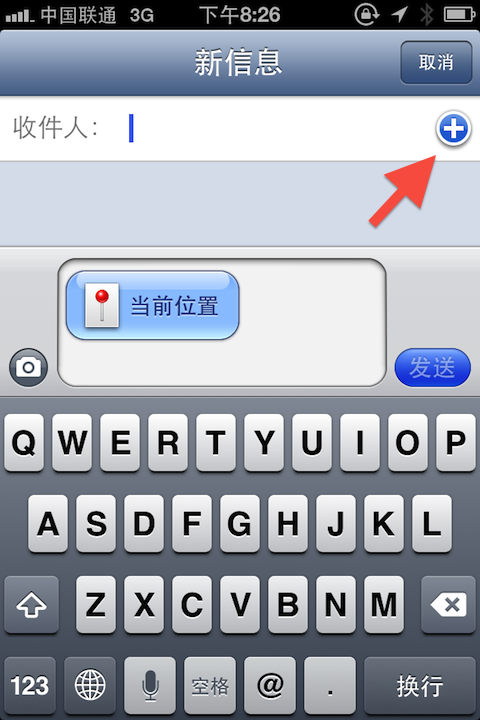 中国联通 3G 下午8:26
新信息 取消
收件人：
当前位置
发送
Q W E R T Y U I O P
A S D F G H J K L
Z X C V B N M
123 空格 @ . 换行